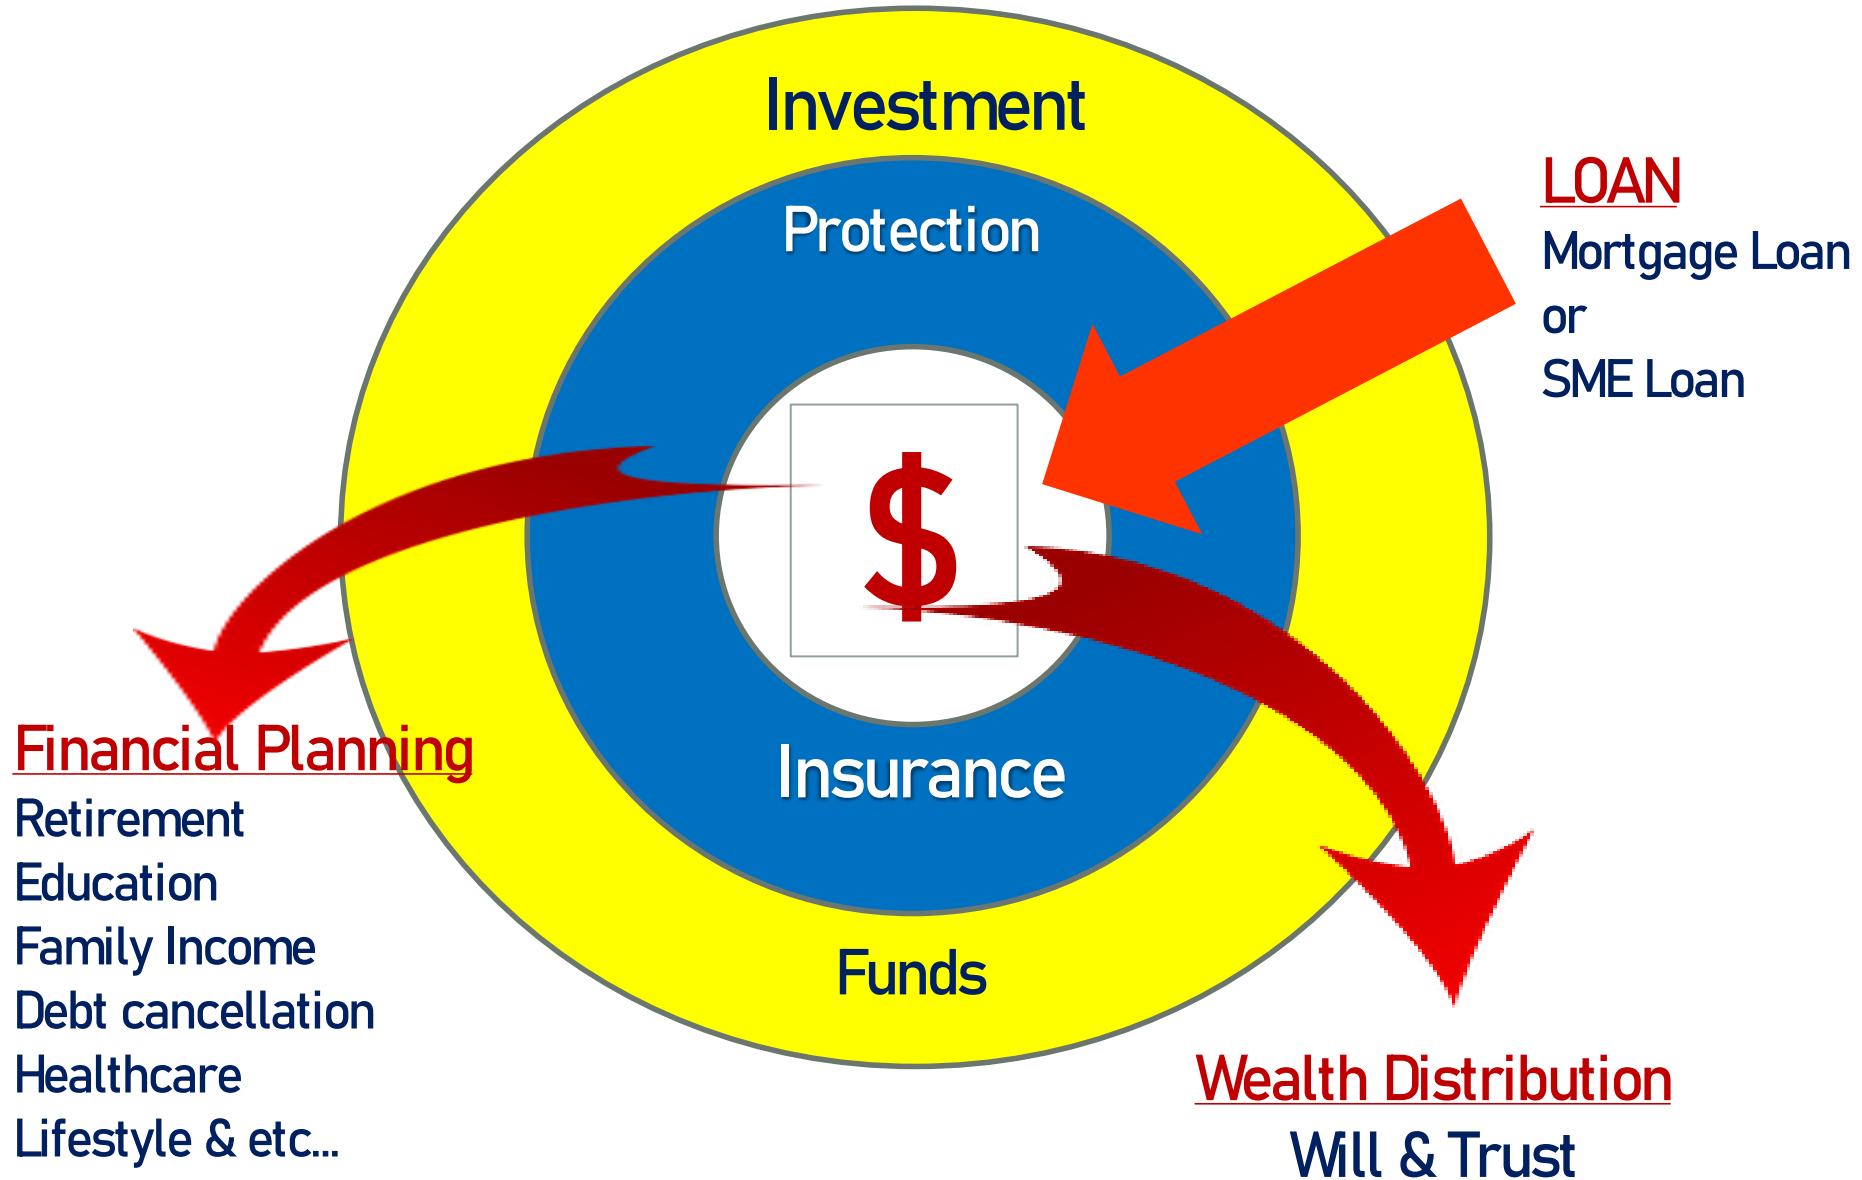 Investment
Protection
LOAN
Mortgage Loan
or
SME Loan
$
Insurance
Funds
Financial Planning
Retirement
Education
Family Income
Debt cancellation
Healthcare
Lifestyle & etc...
Wealth Distribution
Will & Trust